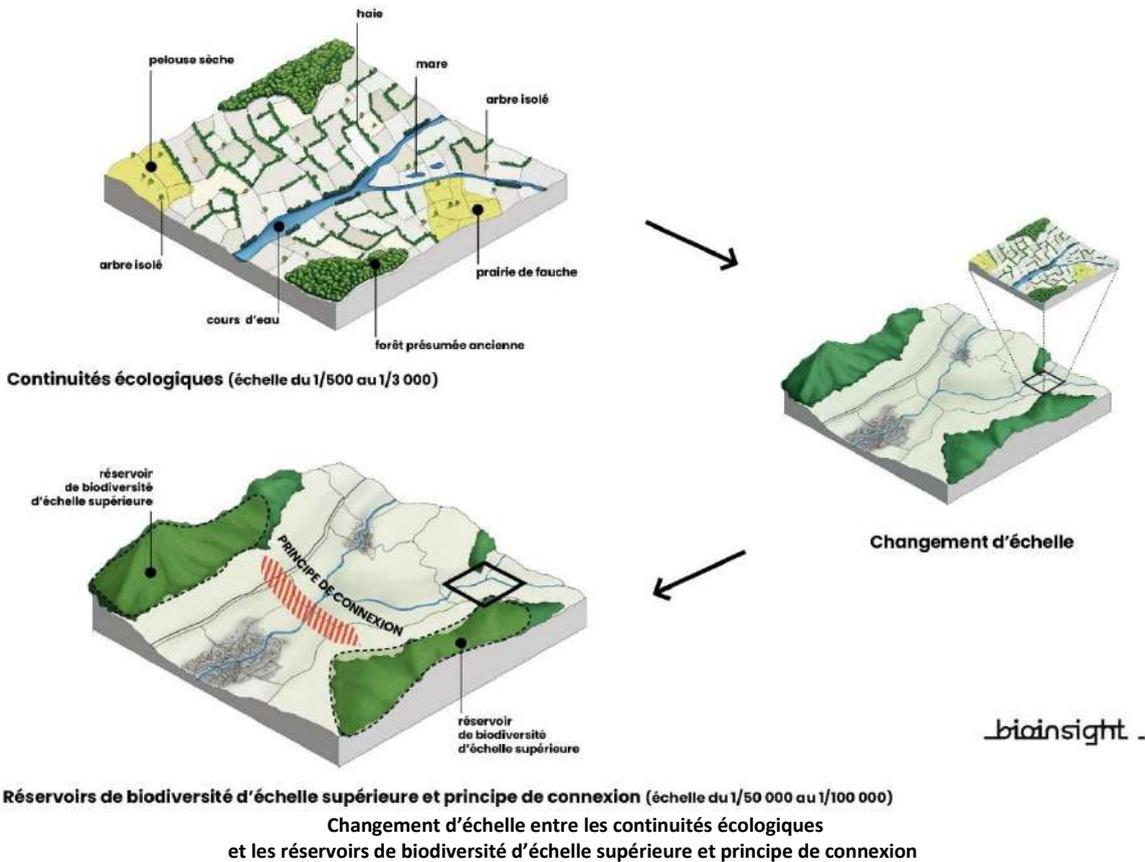 haie
pelouse sèche
mare
arbre isolé
arbre isolé
prairie de fauche
cours d'eau
forêt présumée ancienne
Continuités écologiques (échelle du 1/500 au 1/3 000)
Changement d'échelle
réservoir
de biodiversité
d'échelle supérieure
PRINCIPE DE CONNEXION
réservoir
de biodiversité
d'échelle supérieure
bioinsight
Réservoirs de biodiversité d'échelle supérieure et principe de connexion (échelle du 1/50 000 au 1/100 000)
Changement d'échelle entre les continuités écologiques
et les réservoirs de biodiversité d'échelle supérieure et principe de connexion